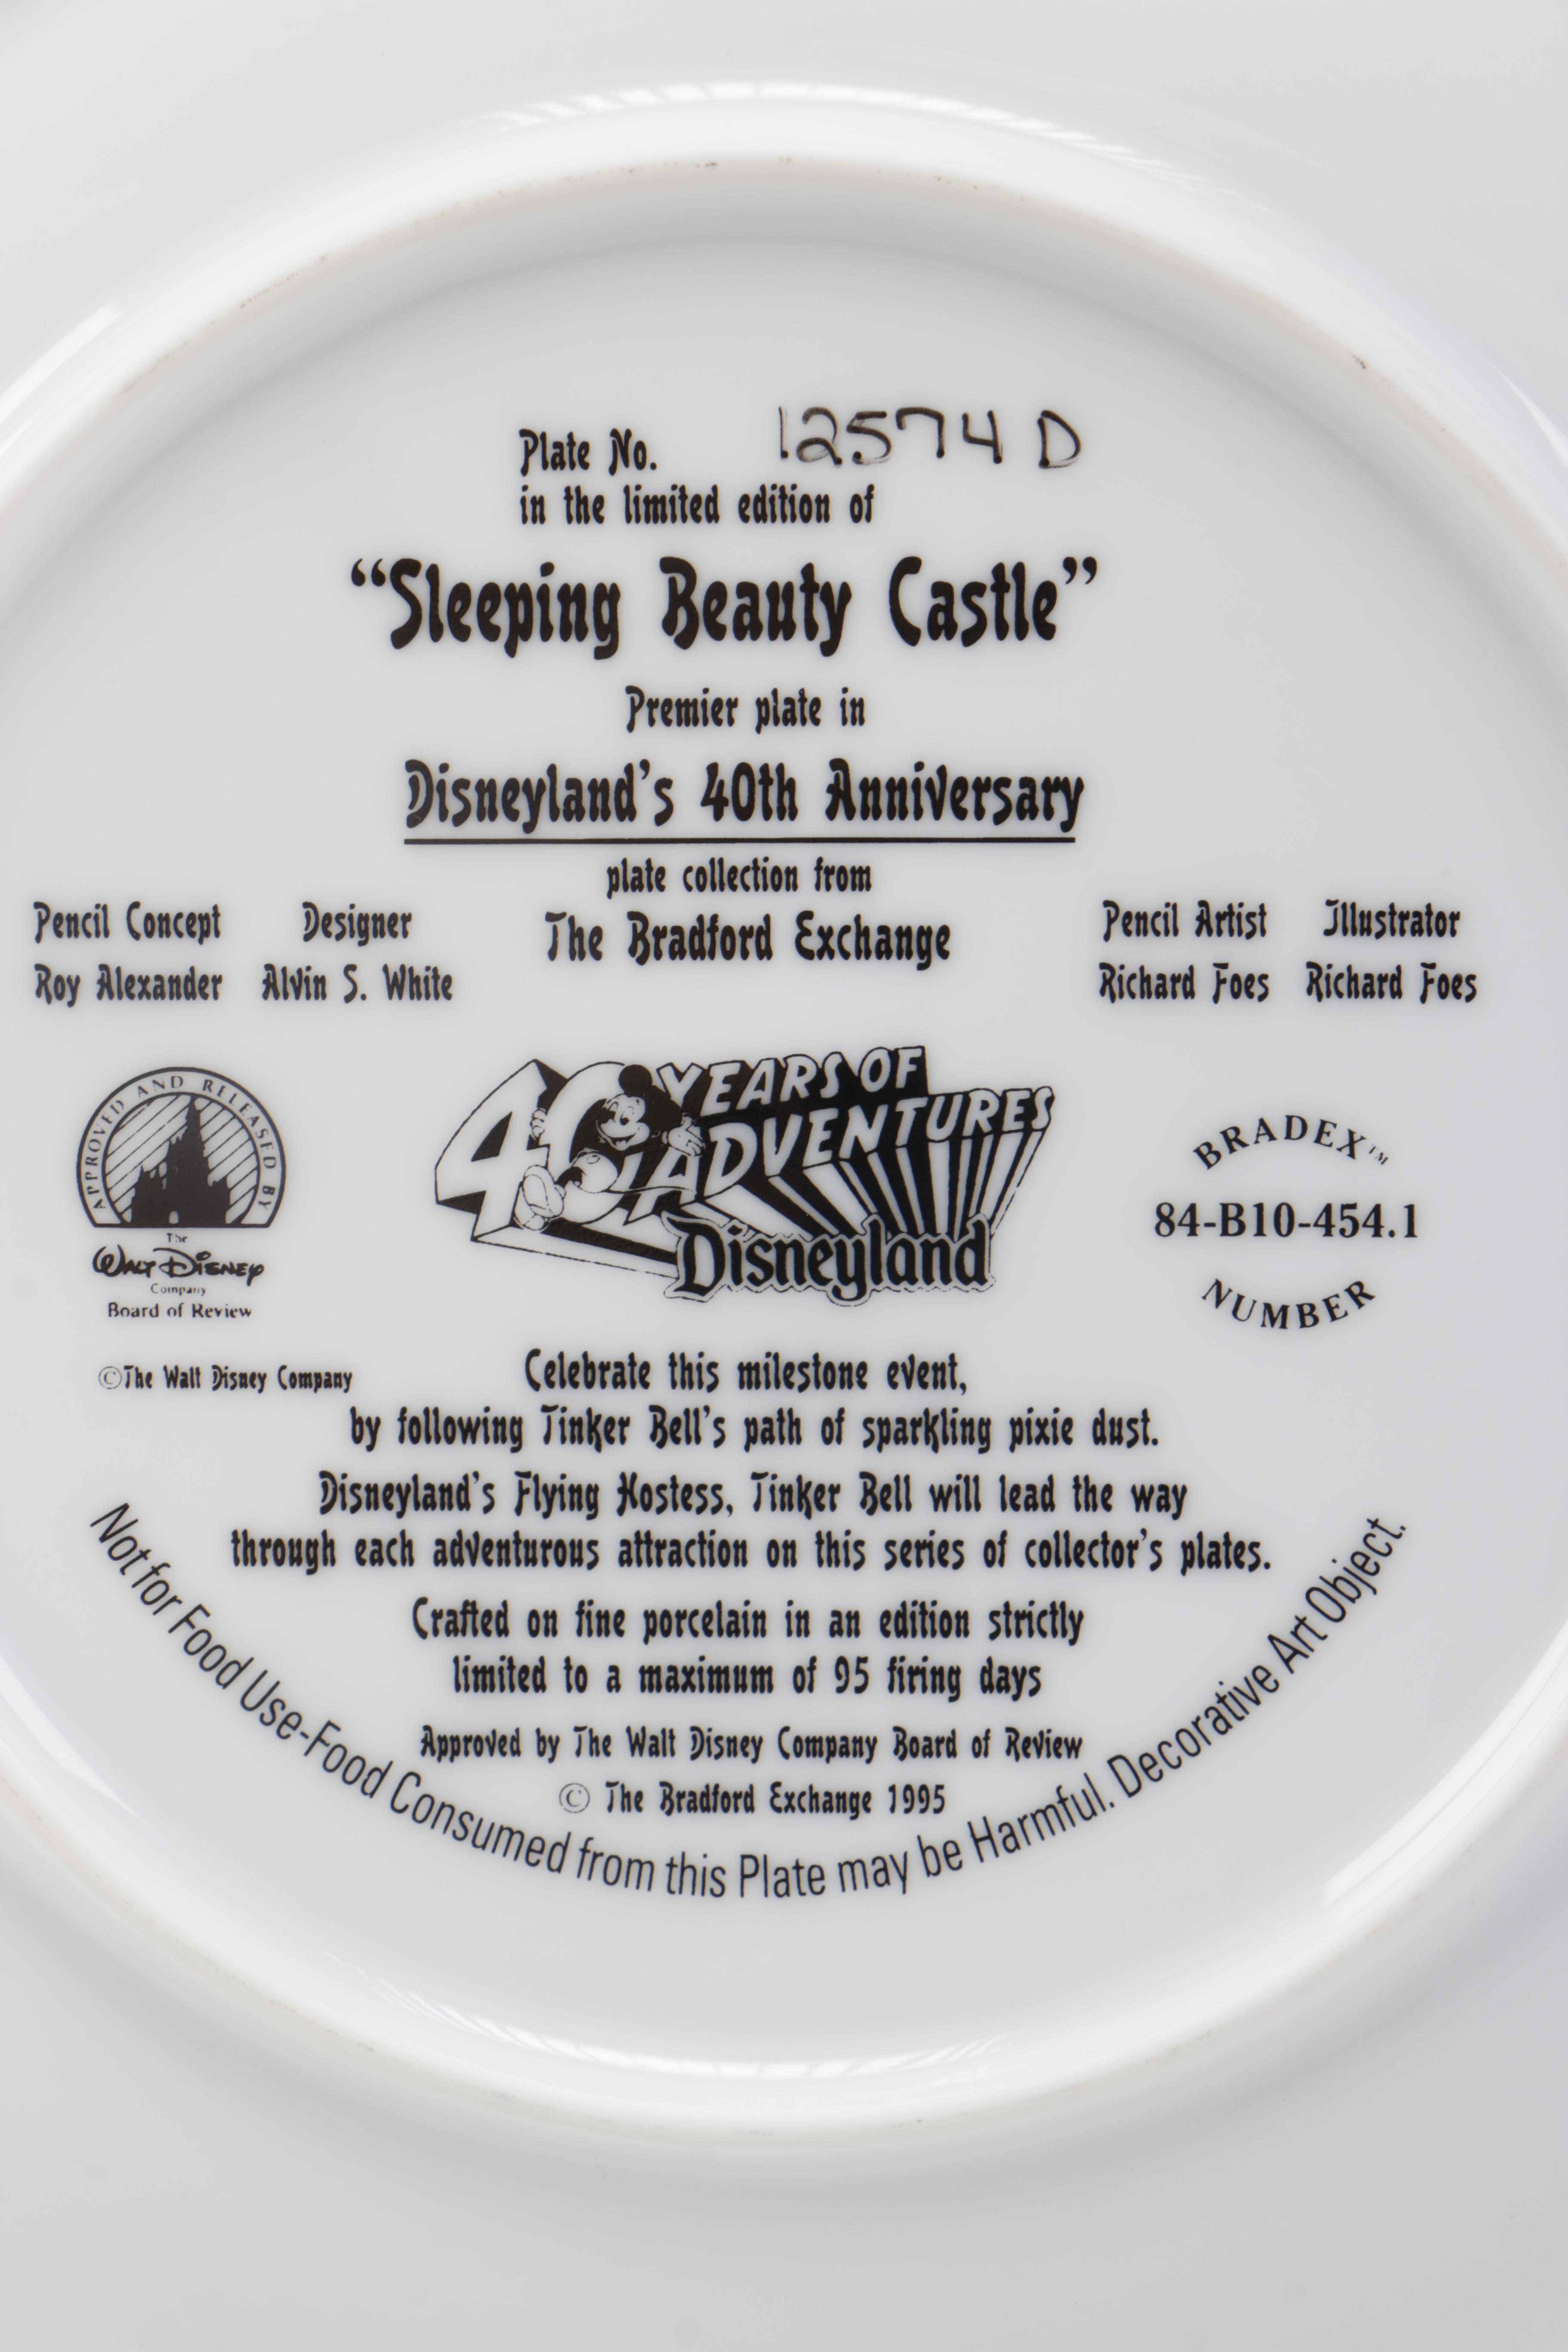 Plate No. 12574 D
in the limited edition of
“Sleeping Beauty Castle”
Premier plate in
Disneyland’s 40th Anniversary
plate collection from
The Bradford Exchange
Pencil Concept
Roy Alexander
Designer
Alvin S. White
Pencil Artist
Richard Foes
Illustrator
Richard Foes
APPROVED AND RELEASED BY
The
Walt Disney
Company
Board of Review
©The Walt Disney Company
40 YEARS OF
ADVENTURES
Disneyland
BRADEX™
84-B10-454.1
NUMBER
Celebrate this milestone event,
by following Tinker Bell’s path of sparkling pixie dust.
Disneyland’s Flying Hostess, Tinker Bell will lead the way
through each adventurous attraction on this series of collector’s plates.
Crafted on fine porcelain in an edition strictly
limited to a maximum of 95 firing days
Approved by The Walt Disney Company Board of Review
© The Bradford Exchange 1995
Not for Food Use-Food Consumed from this Plate may be Harmful. Decorative Art Object.